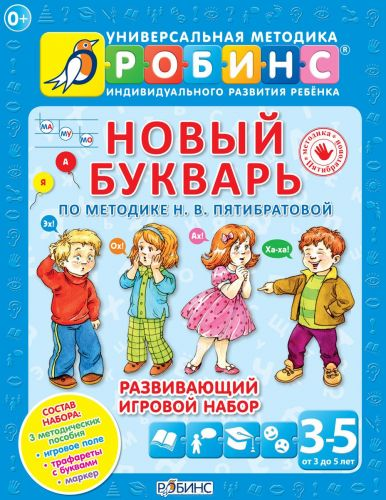 0+
УНИВЕРСАЛЬНАЯ МЕТОДИКА
РОБИНС®
ИНДИВИДУАЛЬНОГО РАЗВИТИЯ РЕБЁНКА
МА
МУ
МО
А
Я
НОВЫЙ
БУКВАРЬ
методика
Пятибратовой
ПО МЕТОДИКЕ Н. В. ПЯТИБРАТОВОЙ
Эх!
Ох!
Ах!
Ха-ха!
РАЗВИВАЮЩИЙ
ИГРОВОЙ НАБОР
СОСТАВ
НАБОРА:
3 методических
пособия
• игровое поле
• трафареты
с буквами
• маркер
3-5
от 3 до 5 лет
РОБИНС